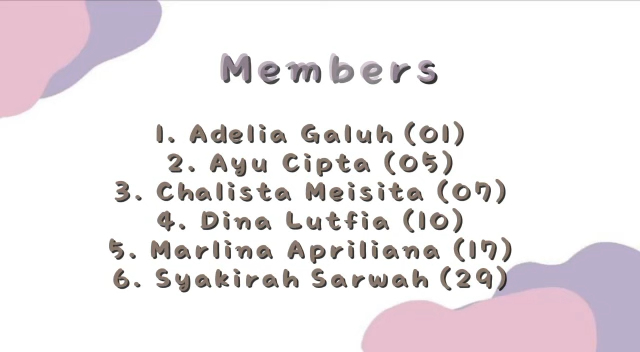 Members
1. Adelia Galuh (01)
2. Ayu Cipta (05)
3. Chalista Meisita (07)
4. Dina Lutfia (10)
5. Marlina Apriliana (17)
6. Syakirah Sarwah (29)